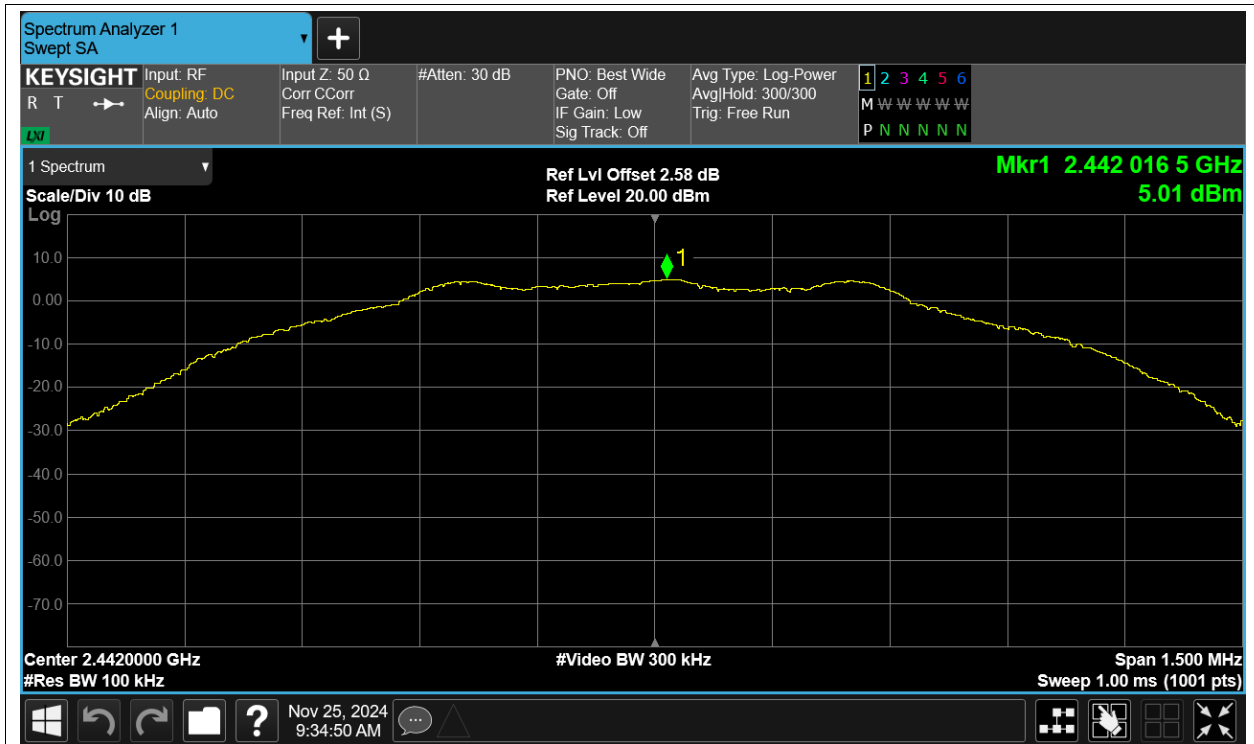 Spectrum Analyzer 1
Swept SA
+
KEYSIGHT
R T
LXI
Input: RF
Coupling: DC
Align: Auto
Input Z: 50 Ω
Corr CCorr
Freq Ref: Int (S)
#Atten: 30 dB
PNO: Best Wide
Gate: Off
IF Gain: Low
Sig Track: Off
Avg Type: Log-Power
Avg|Hold: 300/300
Trig: Free Run
1 2 3 4 5 6
M W W W W W
P N N N N N
1 Spectrum
Scale/Div 10 dB
Log
Ref Lvl Offset 2.58 dB
Ref Level 20.00 dBm
Mkr1 2.442 016 5 GHz
5.01 dBm
1
10.0
0.00
-10.0
-20.0
-30.0
-40.0
-50.0
-60.0
-70.0
Center 2.4420000 GHz
#Res BW 100 kHz
#Video BW 300 kHz
Span 1.500 MHz
Sweep 1.00 ms (1001 pts)
?
Nov 25, 2024
9:34:50 AM